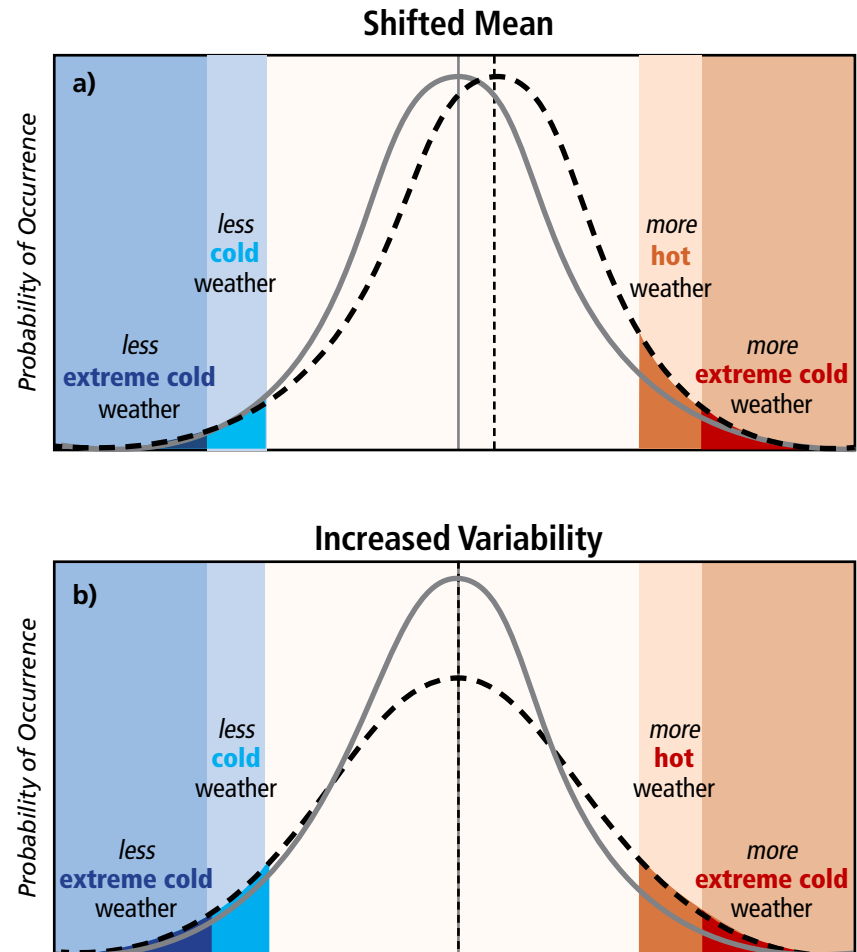 Shifted Mean
a)
Probability of Occurrence
less
cold
weather
more
hot
weather
less
extreme cold
weather
more
extreme cold
weather
Increased Variability
b)
Probability of Occurrence
less
cold
weather
more
hot
weather
less
extreme cold
weather
more
extreme cold
weather